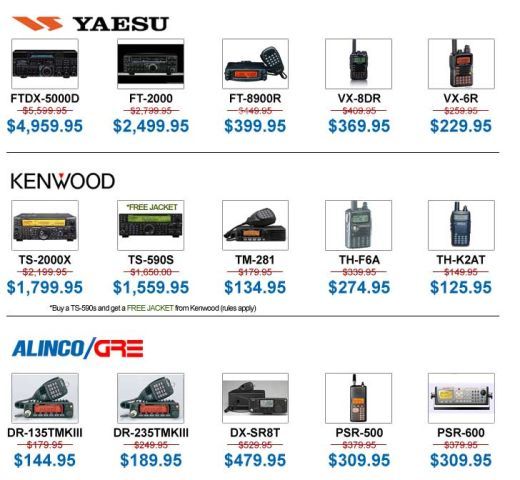 YAESU
FTDX-5000D FT-2000 FT-8900R VX-8DR VX-6R
$5,599.95 $2,799.95 $449.95 $409.95 $259.95
$4,959.95 $2,499.95 $399.95 $369.95 $229.95
KENWOOD
*FREE JACKET
TS-2000X TS-590S TM-281 TH-F6A TH-K2AT
$2,199.95 $1,650.00 $179.95 $339.95 $149.95
$1,799.95 $1,559.95 $134.95 $274.95 $125.95
*Buy a TS-590s and get a FREE JACKET from Kenwood (rules apply)
ALINCO/GRE
DR-135TMKIII DR-235TMKIII DX-SR8T PSR-500 PSR-600
$179.95 $249.95 $529.95 $379.95 $379.95
$144.95 $189.95 $479.95 $309.95 $309.95